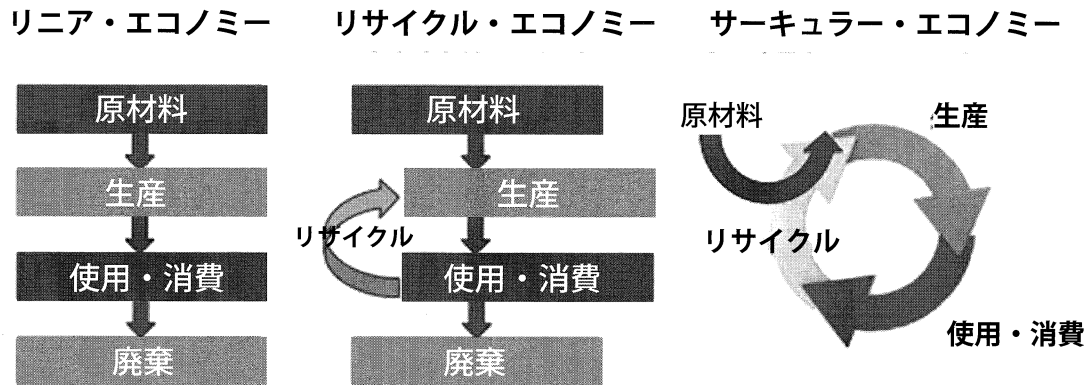 リニア・エコノミー
原材料
生産
使用・消費
廃棄
リサイクル・エコノミー
原材料
生産
リサイクル
使用・消費
廃棄
サーキュラー・エコノミー
原材料
生産
リサイクル
使用・消費